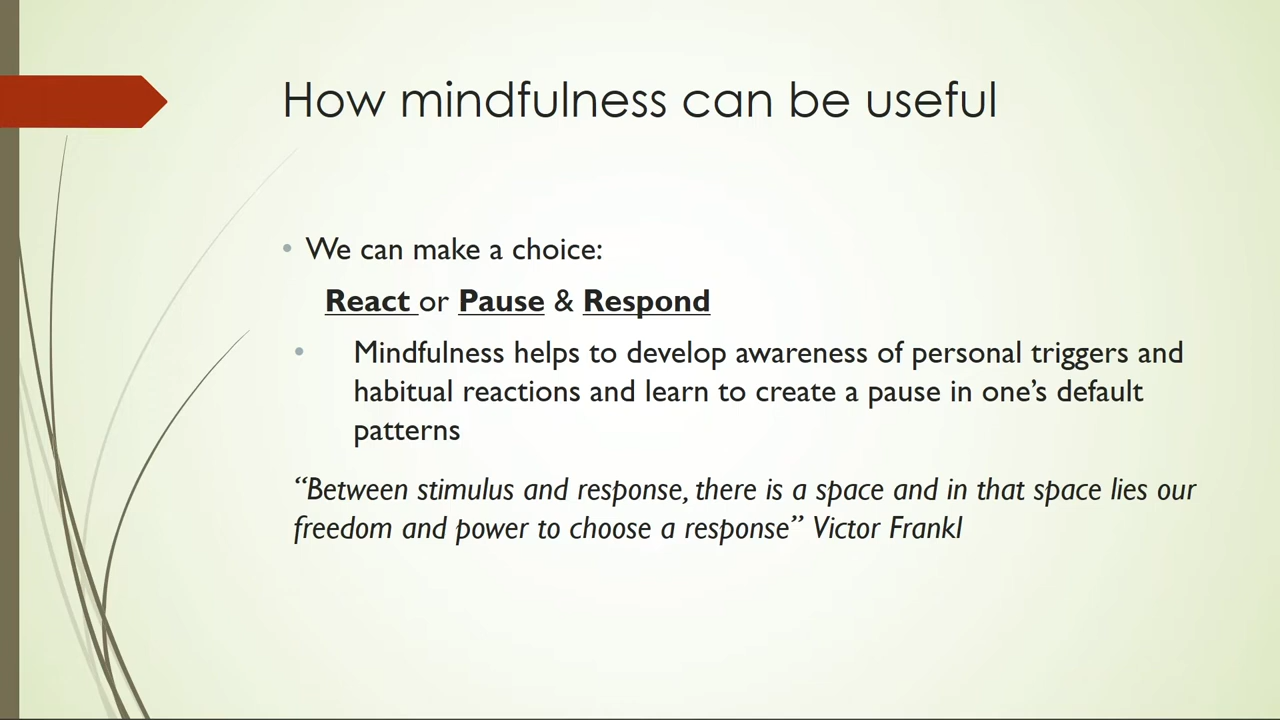 How mindfulness can be useful
• We can make a choice:
React or Pause & Respond
• Mindfulness helps to develop awareness of personal triggers and
habitual reactions and learn to create a pause in one’s default
patterns
“Between stimulus and response, there is a space and in that space lies our
freedom and power to choose a response” Victor Frankl